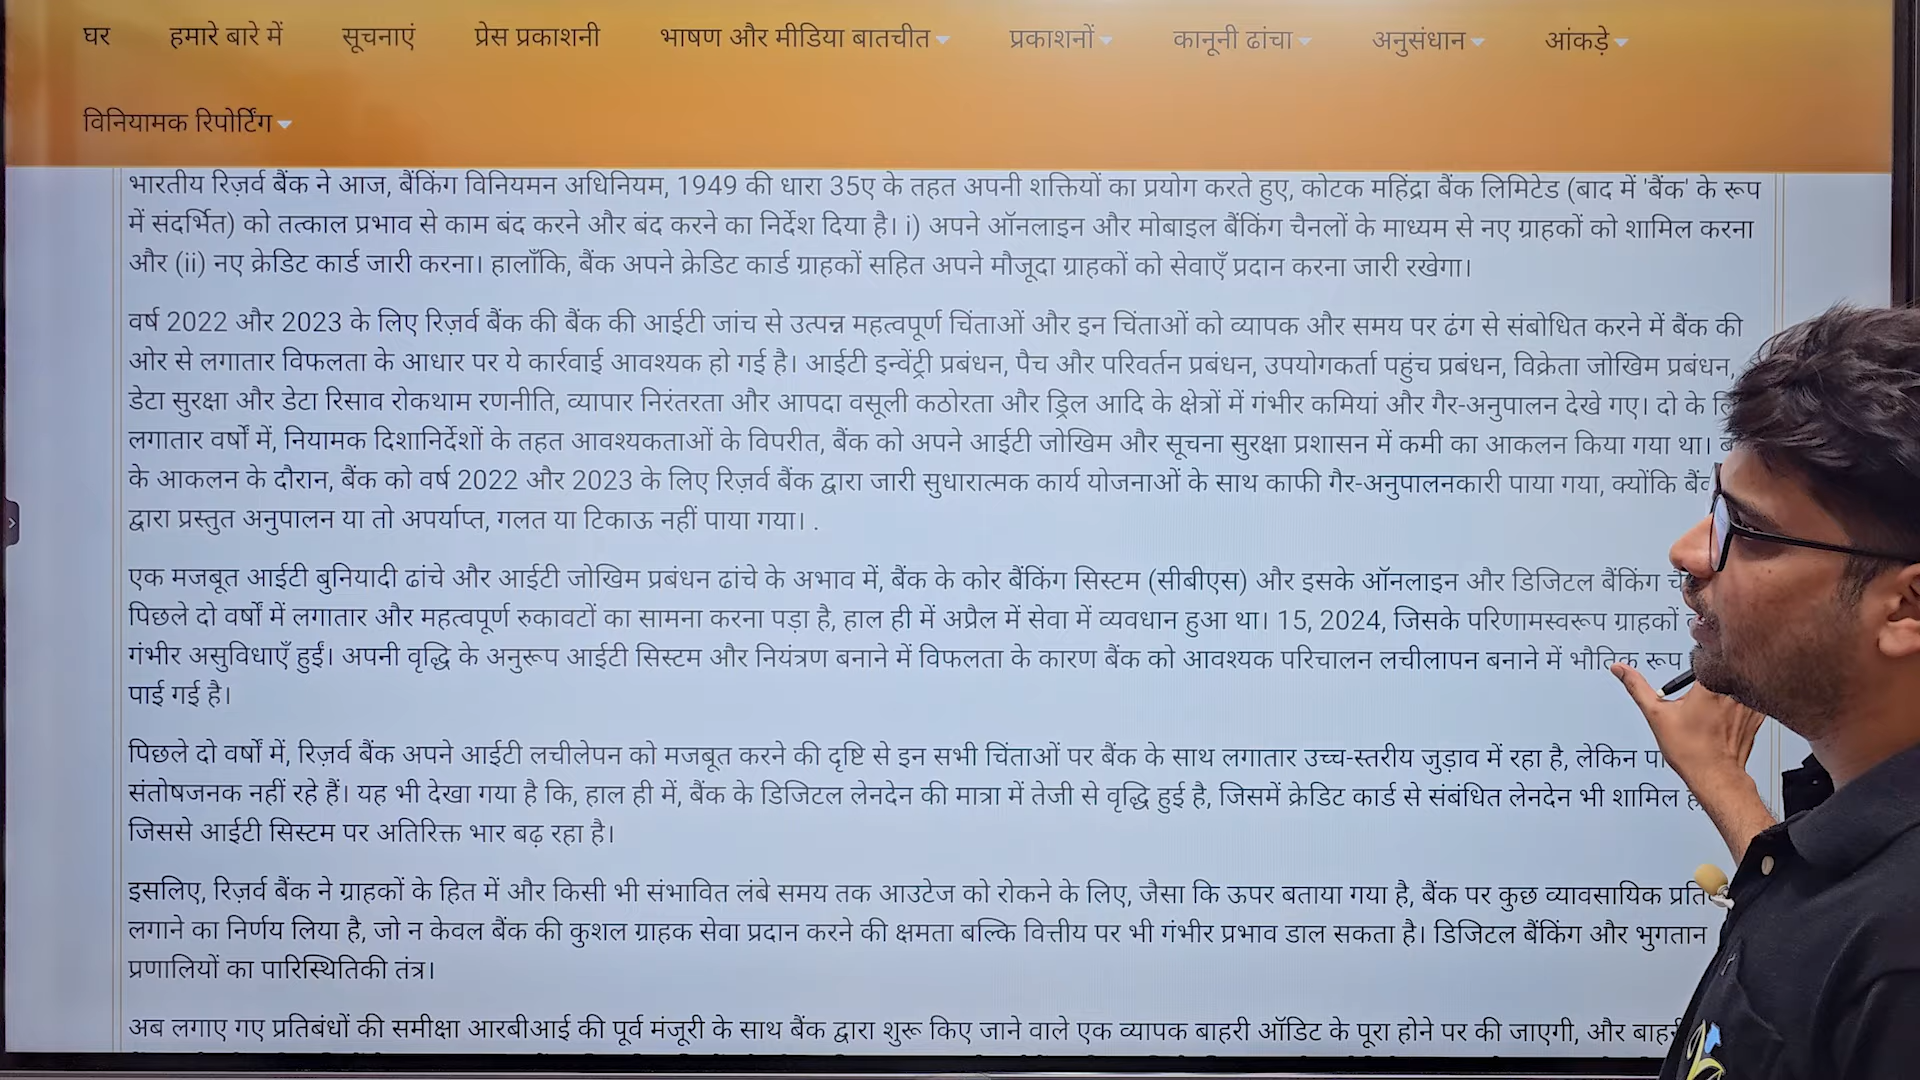 घर हमारे बारे में सूचनाएं प्रेस प्रकाशनी भाषण और मीडिया बातचीत प्रकाशनों कानूनी ढांचा अनुसंधान आंकड़े
विनियामक रिपोर्टिंग
भारतीय रिज़र्व बैंक ने आज, बैंकिंग विनियमन अधिनियम, 1949 की धारा 35ए के तहत अपनी शक्तियों का प्रयोग करते हुए, कोटक महिंद्रा बैंक लिमिटेड (बाद में 'बैंक' के रूप
में संदर्भित) को तत्काल प्रभाव से काम बंद करने और बंद करने का निर्देश दिया है। i) अपने ऑनलाइन और मोबाइल बैंकिंग चैनलों के माध्यम से नए ग्राहकों को शामिल करना
और (ii) नए क्रेडिट कार्ड जारी करना। हालाँकि, बैंक अपने क्रेडिट कार्ड ग्राहकों सहित अपने मौजूदा ग्राहकों को सेवाएँ प्रदान करना जारी रखेगा।
वर्ष 2022 और 2023 के लिए रिज़र्व बैंक की बैंक की आईटी जांच से उत्पन्न महत्वपूर्ण चिंताओं और इन चिंताओं को व्यापक और समय पर ढंग से संबोधित करने में बैंक की
ओर से लगातार विफलता के आधार पर ये कार्रवाई आवश्यक हो गई है। आईटी इन्वेंट्री प्रबंधन, पैच और परिवर्तन प्रबंधन, उपयोगकर्ता पहुंच प्रबंधन, विक्रेता जोखिम प्रबंधन,
डेटा सुरक्षा और डेटा रिसाव रोकथाम रणनीति, व्यापार निरंतरता और आपदा वसूली कठोरता और ड्रिल आदि के क्षेत्रों में गंभीर कमियां और गैर-अनुपालन देखे गए। दो के
लगातार वर्षों में, नियामक दिशानिर्देशों के तहत आवश्यकताओं के विपरीत, बैंक को अपने आईटी जोखिम और सूचना सुरक्षा प्रशासन में कमी का आकलन किया गया था।
के आकलन के दौरान, बैंक को वर्ष 2022 और 2023 के लिए रिज़र्व बैंक द्वारा जारी सुधारात्मक कार्य योजनाओं के साथ काफी गैर-अनुपालनकारी पाया गया, क्योंकि
द्वारा प्रस्तुत अनुपालन या तो अपर्याप्त, गलत या टिकाऊ नहीं पाया गया। .
एक मजबूत आईटी बुनियादी ढांचे और आईटी जोखिम प्रबंधन ढांचे के अभाव में, बैंक के कोर बैंकिंग सिस्टम (सीबीएस) और इसके ऑनलाइन और डिजिटल बैंकिंग
पिछले दो वर्षों में लगातार और महत्वपूर्ण रुकावटों का सामना करना पड़ा है, हाल ही में अप्रैल में सेवा में व्यवधान हुआ था। 15, 2024, जिसके परिणामस्वरूप ग्राहकों
गंभीर असुविधाएँ हुईं। अपनी वृद्धि के अनुरूप आईटी सिस्टम और नियंत्रण बनाने में विफलता के कारण बैंक को आवश्यक परिचालन लचीलापन बनाने में भौतिक रूप
पाई गई है।
पिछले दो वर्षों में, रिज़र्व बैंक अपने आईटी लचीलेपन को मजबूत करने की दृष्टि से इन सभी चिंताओं पर बैंक के साथ लगातार उच्च-स्तरीय जुड़ाव में रहा है, लेकिन
संतोषजनक नहीं रहे हैं। यह भी देखा गया है कि, हाल ही में, बैंक के डिजिटल लेनदेन की मात्रा में तेजी से वृद्धि हुई है, जिसमें क्रेडिट कार्ड से संबंधित लेनदेन भी शामिल
जिससे आईटी सिस्टम पर अतिरिक्त भार बढ़ रहा है।
इसलिए, रिज़र्व बैंक ने ग्राहकों के हित में और किसी भी संभावित लंबे समय तक आउटेज को रोकने के लिए, जैसा कि ऊपर बताया गया है, बैंक पर कुछ व्यावसायिक
लगाने का निर्णय लिया है, जो न केवल बैंक की कुशल ग्राहक सेवा प्रदान करने की क्षमता बल्कि वित्तीय पर भी गंभीर प्रभाव डाल सकता है। डिजिटल बैंकिंग और भुगतान
प्रणालियों का पारिस्थितिकी तंत्र।
अब लगाए गए प्रतिबंधों की समीक्षा आरबीआई की पूर्व मंजूरी के साथ बैंक द्वारा शुरू किए जाने वाले एक व्यापक बाहरी ऑडिट के पूरा होने पर की जाएगी, और